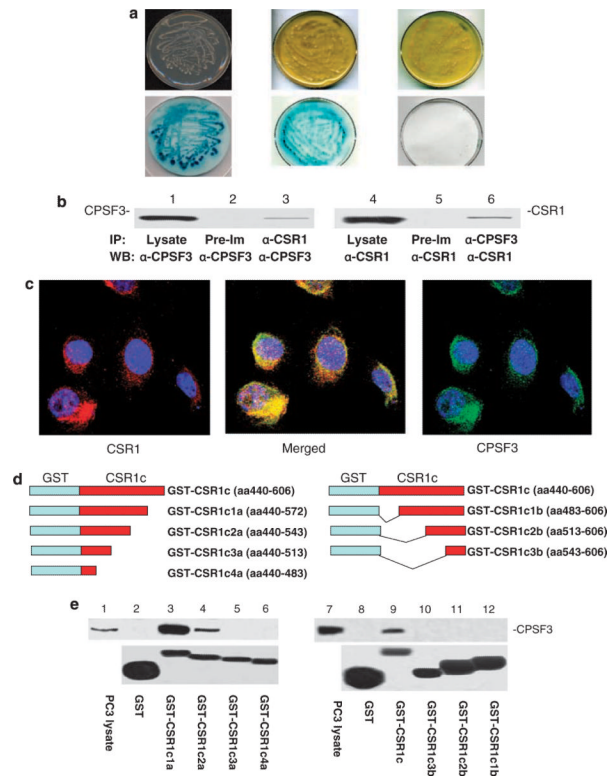 a
b
CPSF3-
1 2 3
4 5 6
-CSR1
IP: Lysate Pre-Im α-CSR1 Lysate Pre-Im α-CPSF3
WB: α-CPSF3 α-CPSF3 α-CPSF3 α-CSR1 α-CSR1 α-CSR1
c
CSR1 Merged CPSF3
d
GST CSR1c
GST-CSR1c (aa440-606)
GST-CSR1c1a (aa440-572)
GST-CSR1c2a (aa440-543)
GST-CSR1c3a (aa440-513)
GST-CSR1c4a (aa440-483)
GST CSR1c
GST-CSR1c (aa440-606)
GST-CSR1c1b (aa483-606)
GST-CSR1c2b (aa513-606)
GST-CSR1c3b (aa543-606)
e
1 2 3 4 5 6
7 8 9 10 11 12
-CPSF3
PC3 lysate
GST
GST-CSR1c1a
GST-CSR1c2a
GST-CSR1c3a
GST-CSR1c4a
PC3 lysate
GST
GST-CSR1c
GST-CSR1c3b
GST-CSR1c2b
GST-CSR1c1b